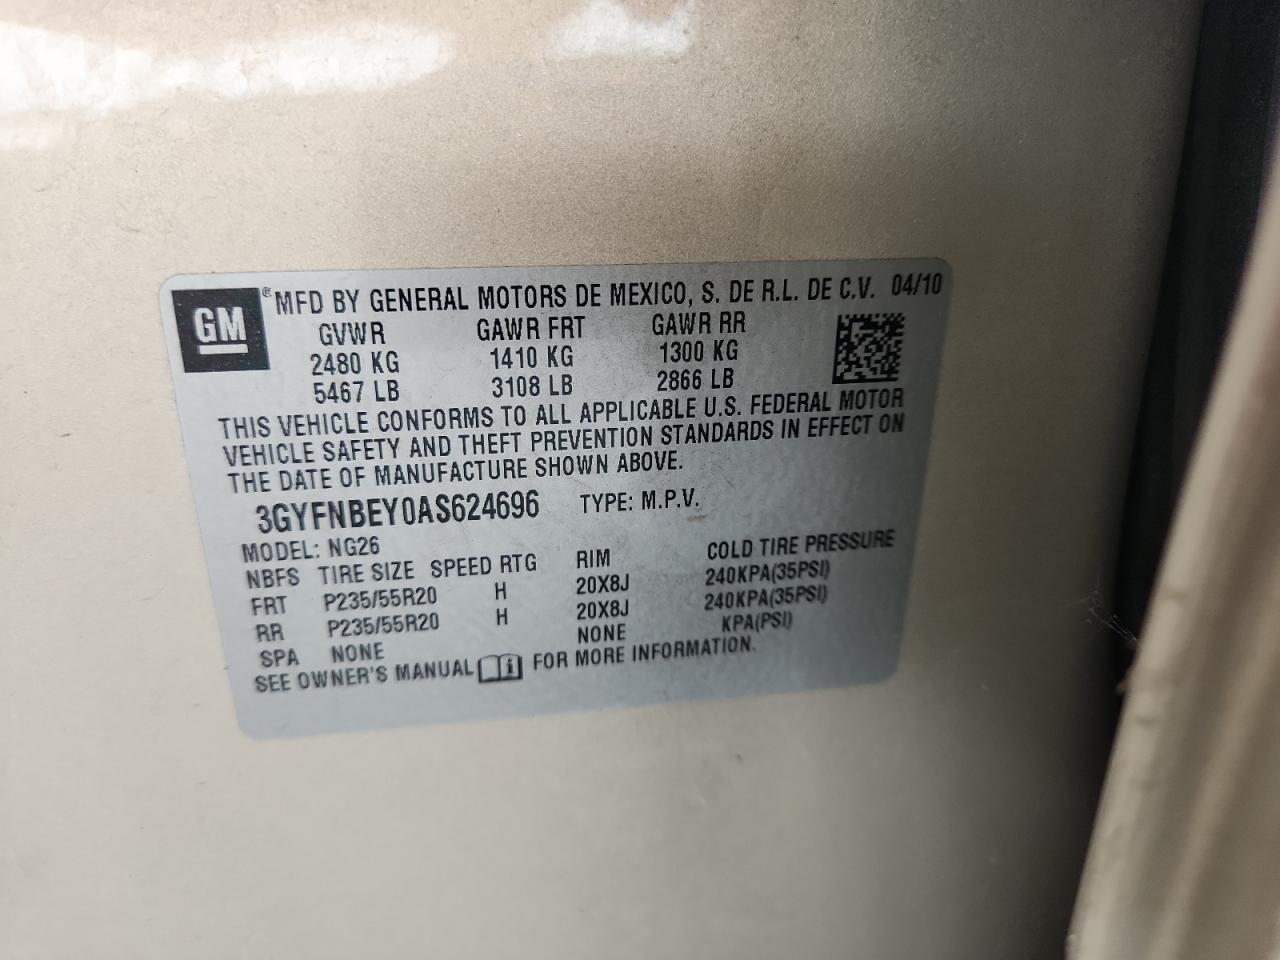 GM ® MFD BY GENERAL MOTORS DE MEXICO, S. DE R.L. DE C.V. 04/10
GVWR GAWR FRT GAWR RR
2480 KG 1410 KG 1300 KG
5467 LB 3108 LB 2866 LB
THIS VEHICLE CONFORMS TO ALL APPLICABLE U.S. FEDERAL MOTOR
VEHICLE SAFETY AND THEFT PREVENTION STANDARDS IN EFFECT ON
THE DATE OF MANUFACTURE SHOWN ABOVE.
3GYFNBEY0AS624696 TYPE: M.P.V.
MODEL: NG26
NBFS TIRE SIZE SPEED RTG RIM COLD TIRE PRESSURE
FRT P235/55R20 H 20X8J 240KPA(35PSI)
RR P235/55R20 H 20X8J 240KPA(35PSI)
SPA NONE NONE KPA(PSI)
SEE OWNER'S MANUAL FOR MORE INFORMATION.